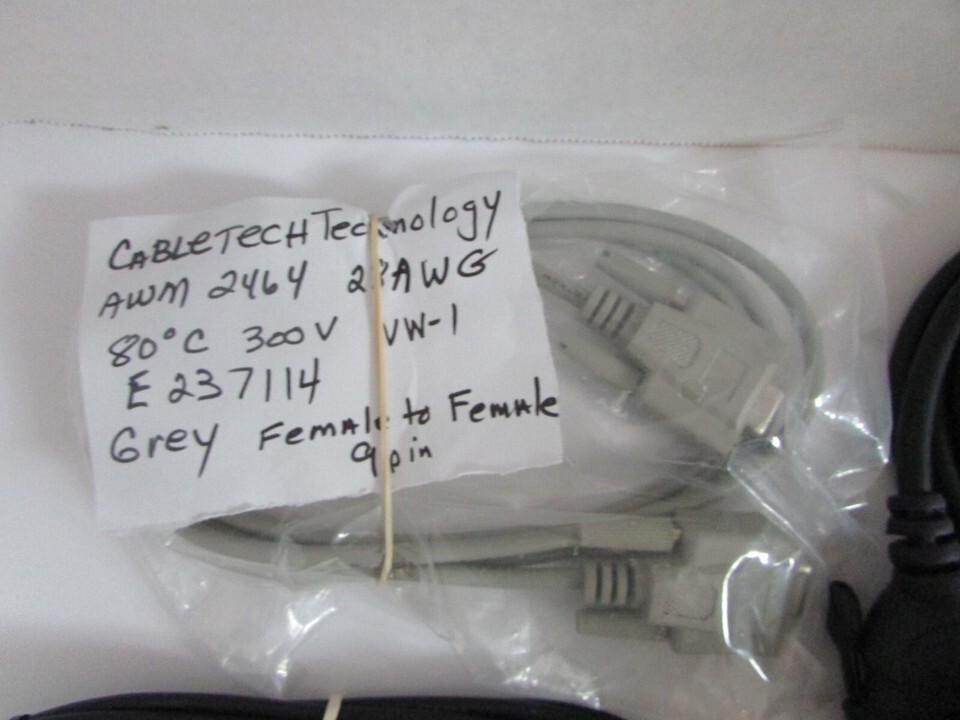 CABLETECH Technology
AWM 2464 28AWG
80°C 300V VW-1
E 237114
Grey Female to Female
9 pin